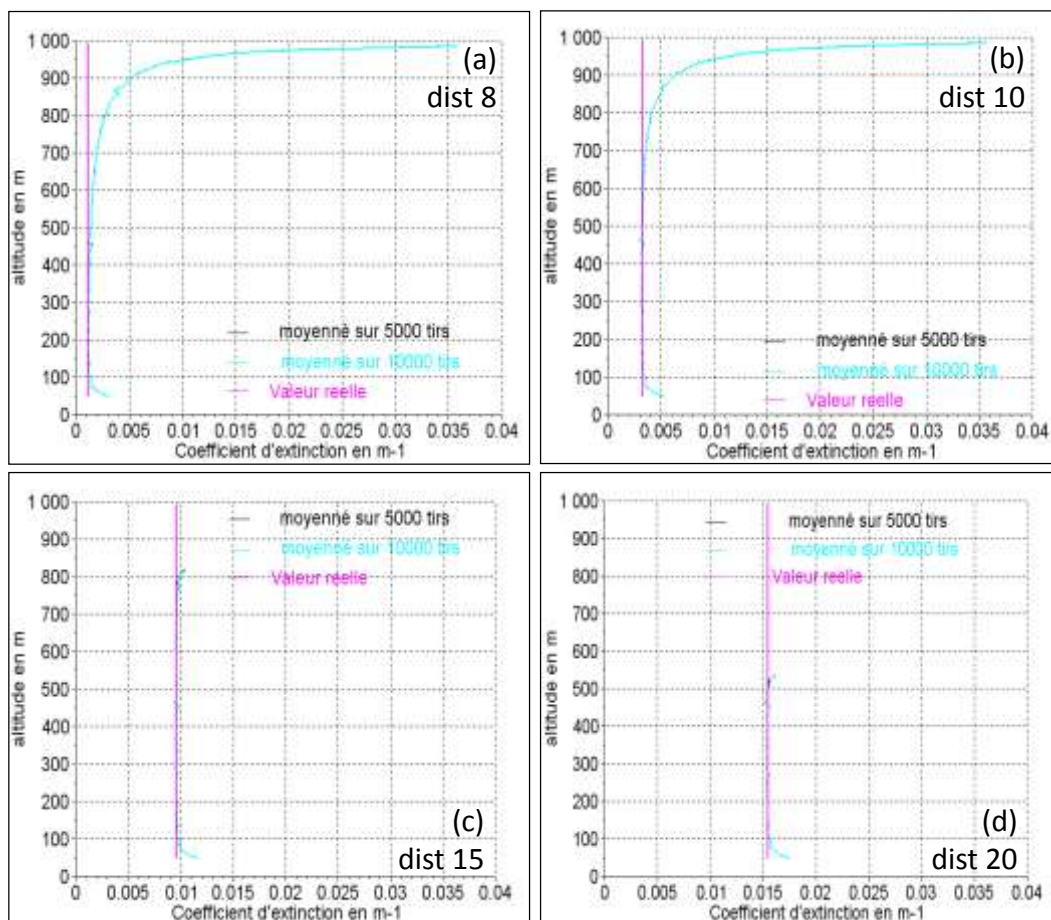 1 000
900
800
700
600
500
400
300
200
100
0
altitude en m
(a)
dist 8
moyenné sur 5000 tirs
moyenné sur 10000 tirs
Valeur réelle
0 0.005 0.01 0.015 0.02 0.025 0.03 0.035 0.04
Coefficient d'extinction en m-1
1 000
900
800
700
600
500
400
300
200
100
0
altitude en m
(b)
dist 10
moyenné sur 5000 tirs
moyenné sur 10000 tirs
Valeur réelle
0 0.005 0.01 0.015 0.02 0.025 0.03 0.035 0.04
Coefficient d'extinction en m-1
1 000
900
800
700
600
500
400
300
200
100
0
altitude en m
moyenné sur 5000 tirs
moyenné sur 10000 tirs
Valeur réelle
(c)
dist 15
0 0.005 0.01 0.015 0.02 0.025 0.03 0.035 0.04
Coefficient d'extinction en m-1
1 000
900
800
700
600
500
400
300
200
100
0
altitude en m
moyenné sur 5000 tirs
moyenné sur 10000 tirs
Valeur réelle
(d)
dist 20
0 0.005 0.01 0.015 0.02 0.025 0.03 0.035 0.04
Coefficient d'extinction en m-1